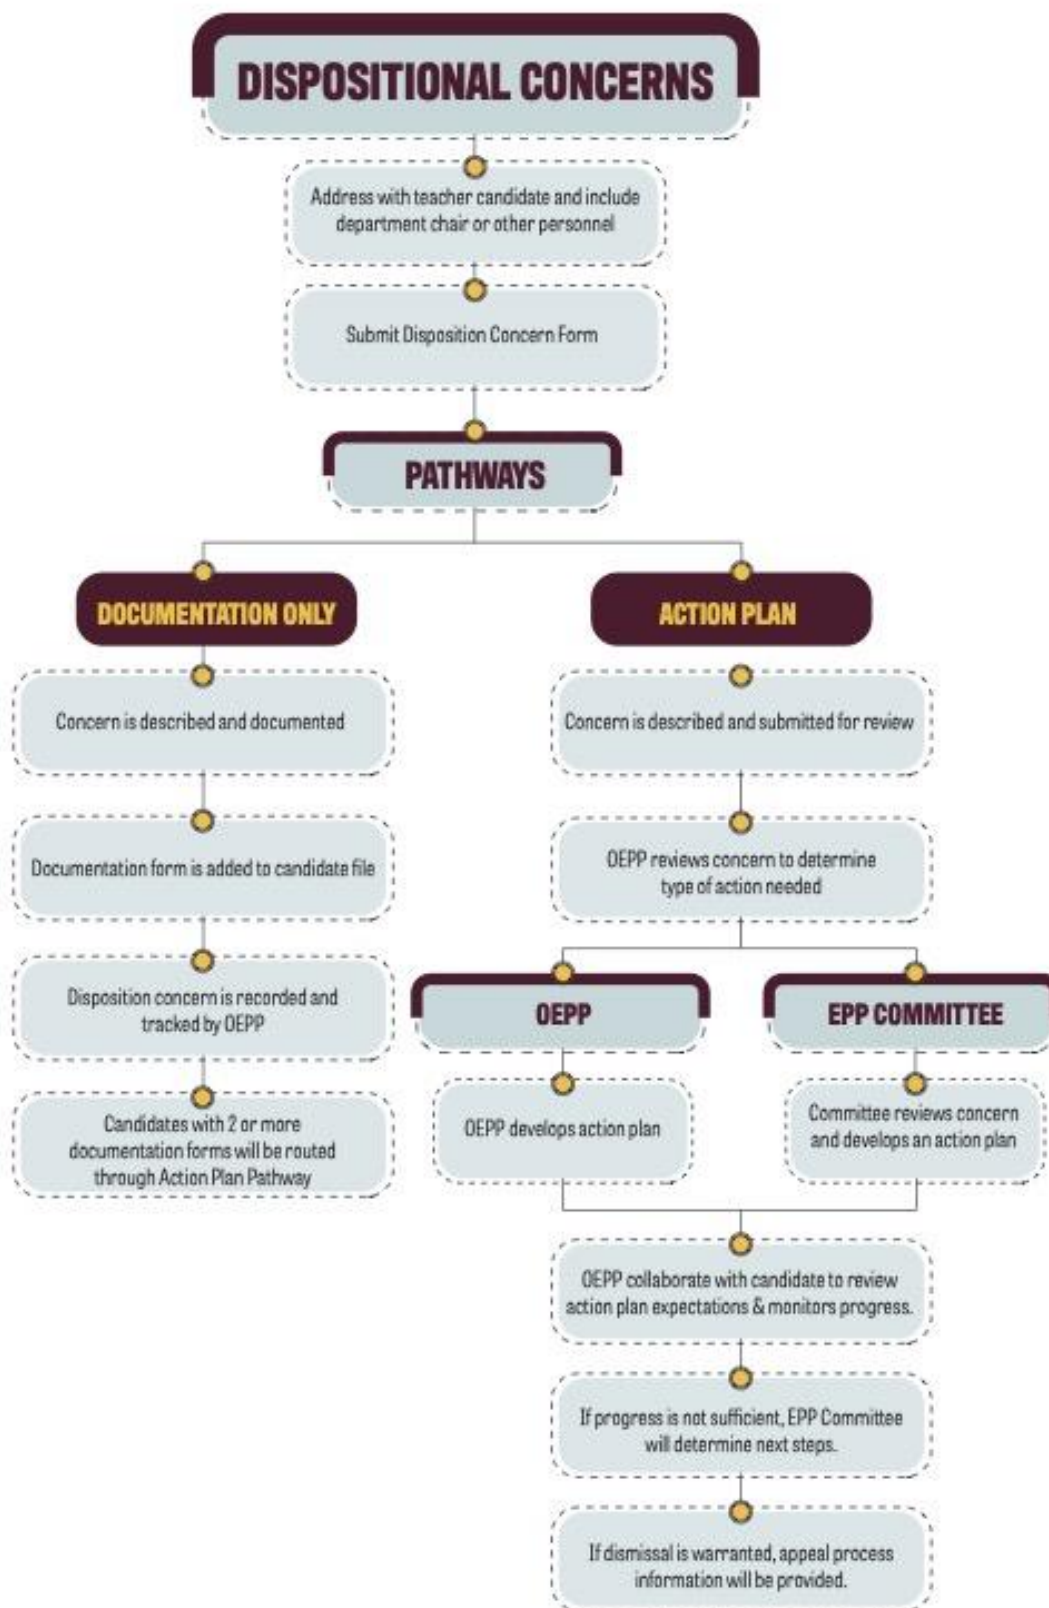 DISPOSITIONAL CONCERNS
Address with teacher candidate and include
department chair or other personnel
Submit Disposition Concern Form
PATHWAYS
DOCUMENTATION ONLY
Concern is described and documented
Documentation form is added to candidate file
Disposition concern is recorded and
tracked by OEPP
Candidates with 2 or more
documentation forms will be routed
through Action Plan Pathway
ACTION PLAN
Concern is described and submitted for review
OEPP reviews concern to determine
type of action needed
OEPP
OEPP develops action plan
EPP COMMITTEE
Committee reviews concern
and develops an action plan
OEPP collaborate with candidate to review
action plan expectations & monitors progress.
If progress is not sufficient, EPP Committee
will determine next steps.
If dismissal is warranted, appeal process
information will be provided.